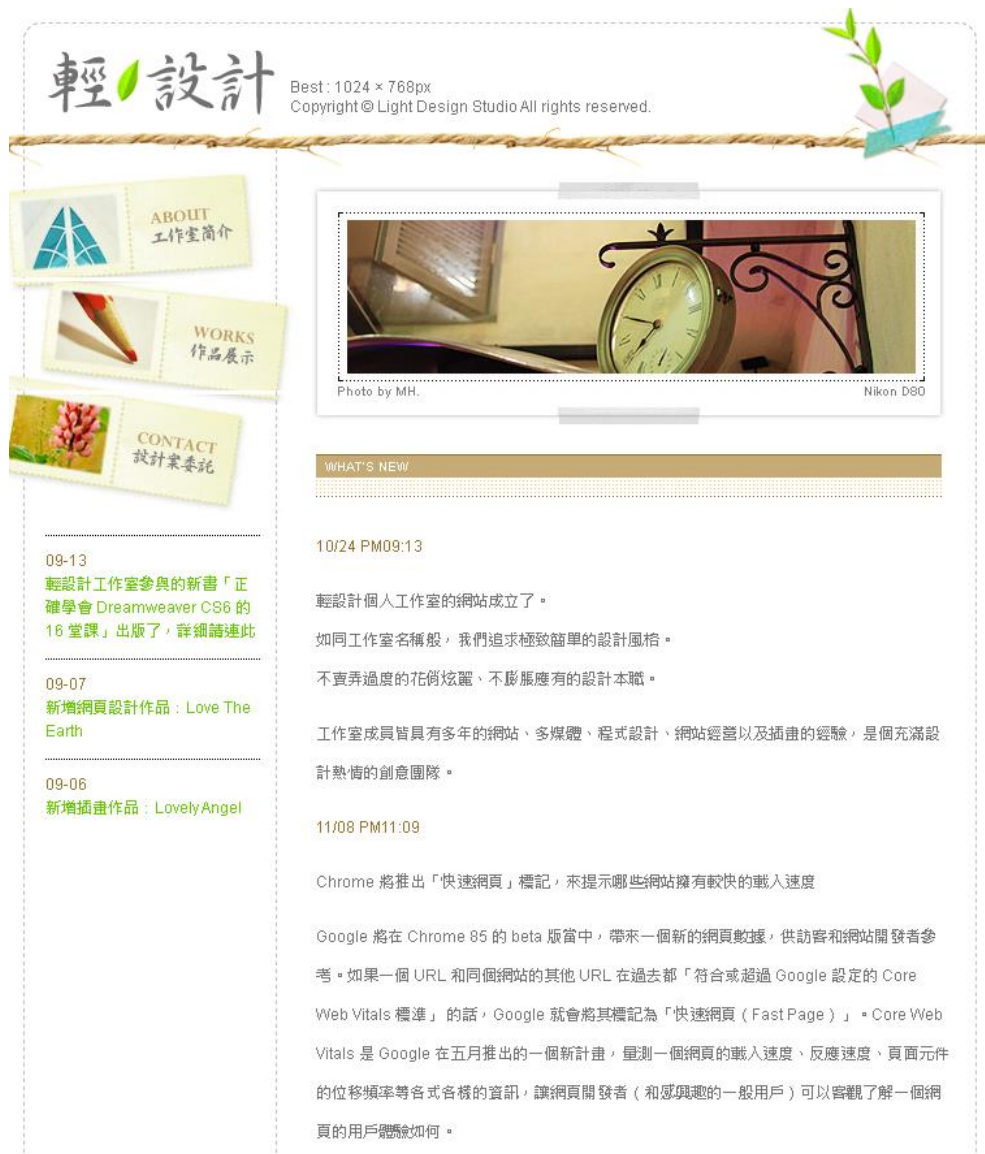 輕設計
Best : 1024 × 768px
Copyright © Light Design Studio All rights reserved.
ABOUT
工作室簡介
WORKS
作品展示
CONTACT
設計案委託
09-13
輕設計工作室參與的新書「正
確學會 Dreamweaver CS6 的
16 堂課」出版了，詳細請連此
09-07
新增網頁設計作品：Love The
Earth
09-06
新增插畫作品：Lovely Angel
Photo by MH.
Nikon D80
WHAT'S NEW
10/24 PM09:13
輕設計個人工作室的網站成立了。
如同工作室名稱般，我們追求極致簡單的設計風格。
不賣弄過度的花俏炫麗、不膨脹應有的設計本職。
工作室成員皆具有多年的網站、多媒體、程式設計、網站經營以及插畫的經驗，是個充滿設
計熱情的創意團隊。
11/08 PM11:09
Chrome 將推出「快速網頁」標記，來提示哪些網站擁有較快的載入速度
Google 將在 Chrome 85 的 beta 版當中，帶來一個新的網頁數據，供訪客和網站開發者參
考。如果一個 URL 和同個網站的其他 URL 在過去都「符合或超過 Google 設定的 Core
Web Vitals 標準」 的話，Google 就會將其標記為「快速網頁（Fast Page）」。Core Web
Vitals 是 Google 在五月推出的一個新計畫，量測一個網頁的載入速度、反應速度、頁面元件
的位移頻率等各式各樣的資訊，讓網頁開發者（和感興趣的一般用戶）可以客觀了解一個網
頁的用戶體驗如何。